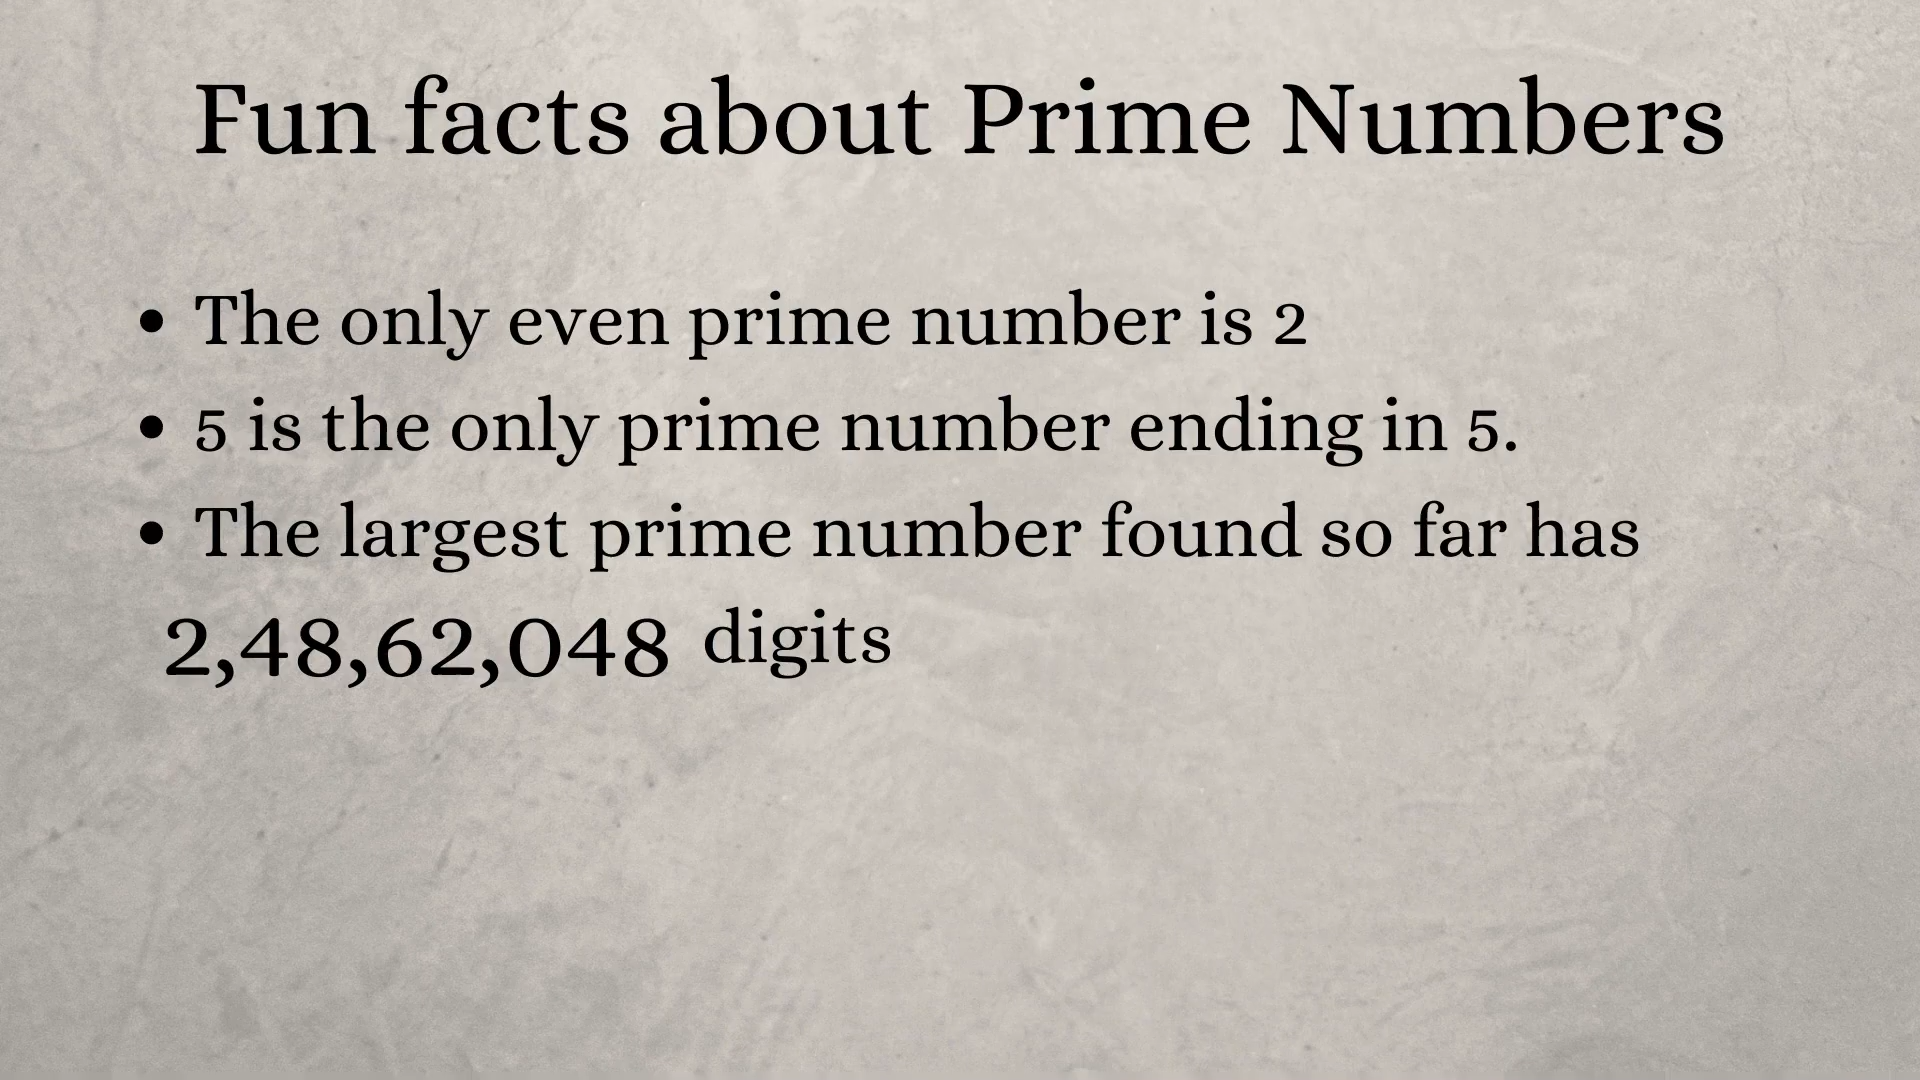 Fun facts about Prime Numbers
• The only even prime number is 2
• 5 is the only prime number ending in 5.
• The largest prime number found so far has
2,48,62,048 digits